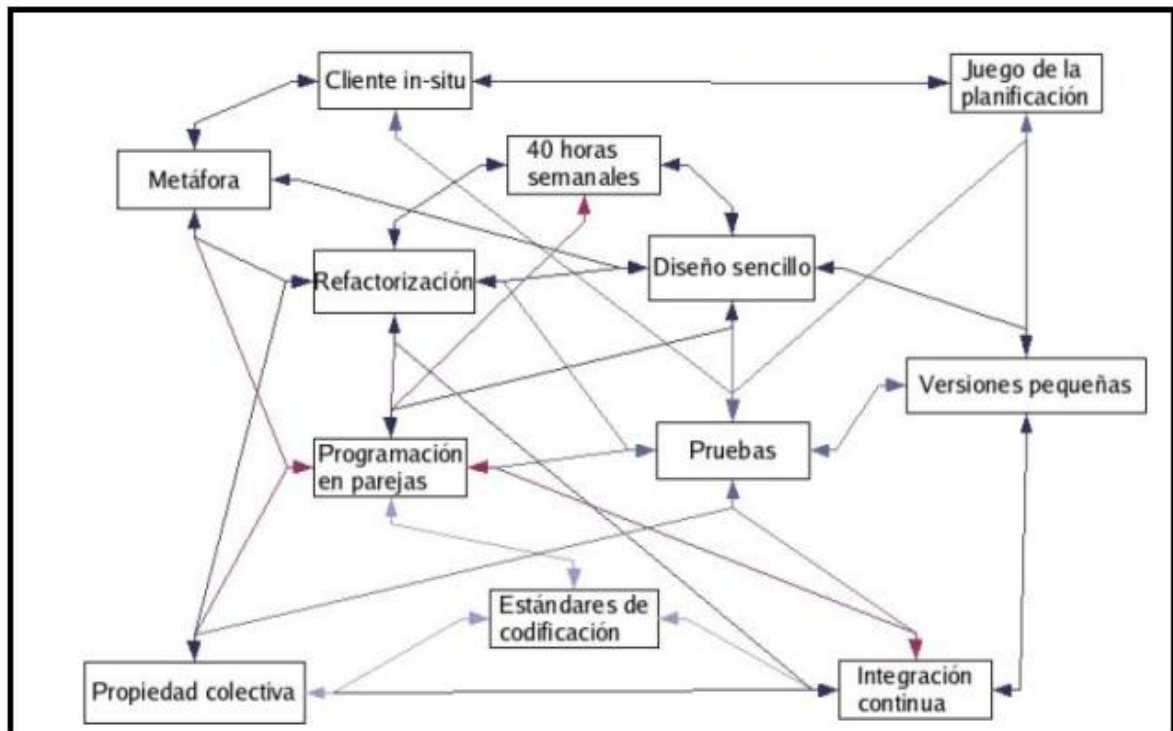 Cliente in-situ
Juego de la
planificación
40 horas
semanales
Metáfora
Refactorización
Diseño sencillo
Versiones pequeñas
Programación
en parejas
Pruebas
Estándares de
codificación
Propiedad colectiva
Integración
continua